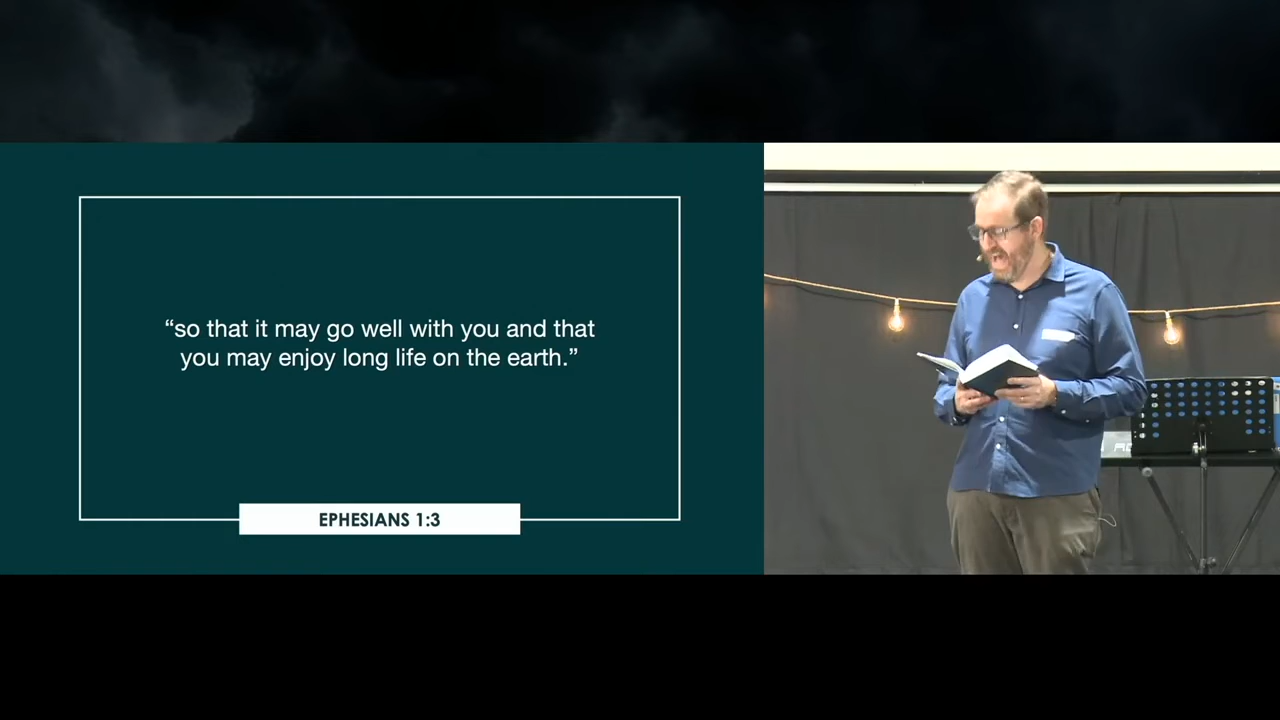 “so that it may go well with you and that
you may enjoy long life on the earth.”
EPHESIANS 1:3